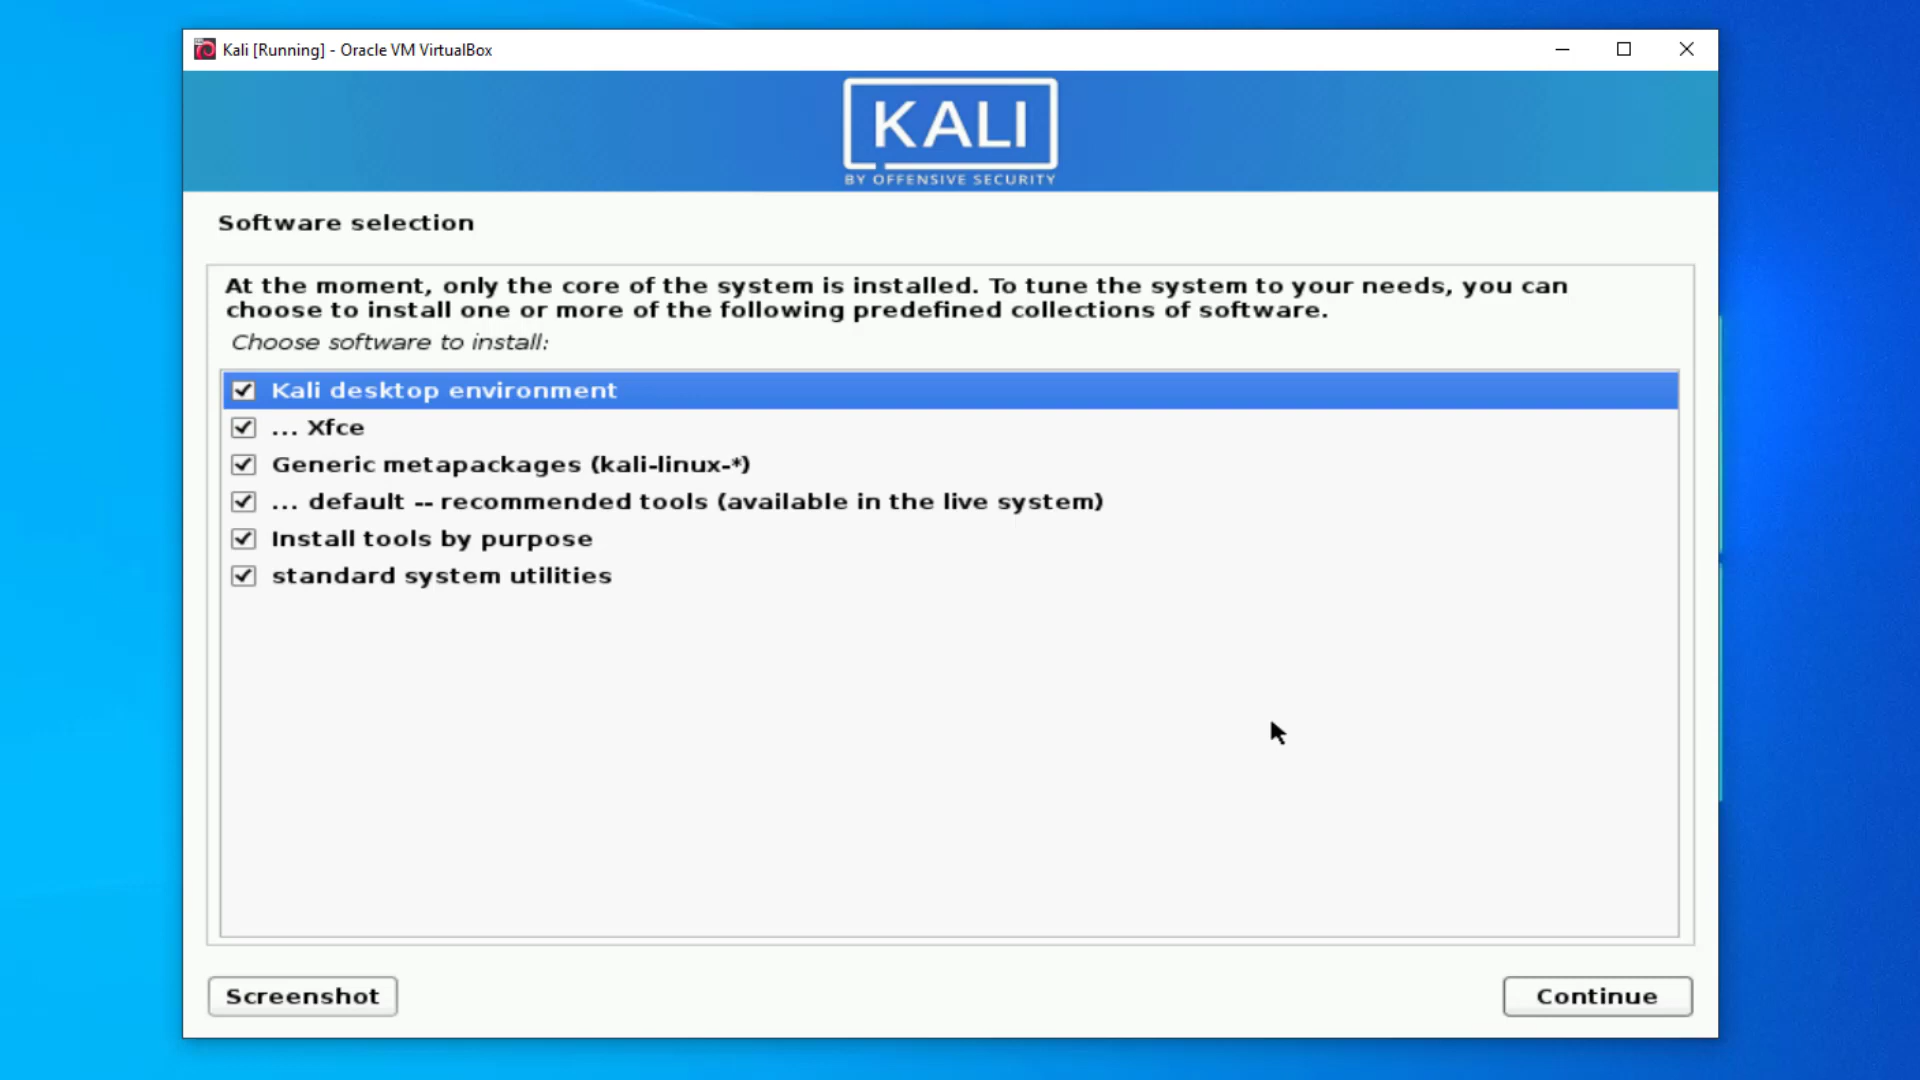 Kali [Running] - Oracle VM VirtualBox
KALI
BY OFFENSIVE SECURITY
Software selection
At the moment, only the core of the system is installed. To tune the system to your needs, you can
choose to install one or more of the following predefined collections of software.
Choose software to install:
Kali desktop environment
... Xfce
Generic metapackages (kali-linux-*)
... default -- recommended tools (available in the live system)
Install tools by purpose
standard system utilities
Screenshot
Continue